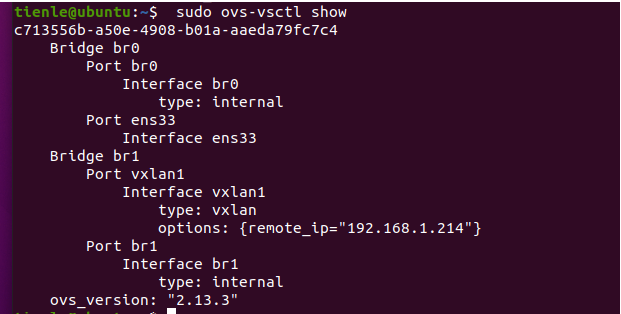 tienle@ubuntu:~$  sudo ovs-vsctl show
c713556b-a50e-4908-b01a-aaeda79fc7c4
    Bridge br0
        Port br0
            Interface br0
                type: internal
        Port ens33
            Interface ens33
    Bridge br1
        Port vxlan1
            Interface vxlan1
                type: vxlan
                options: {remote_ip="192.168.1.214"}
        Port br1
            Interface br1
                type: internal
    ovs_version: "2.13.3"